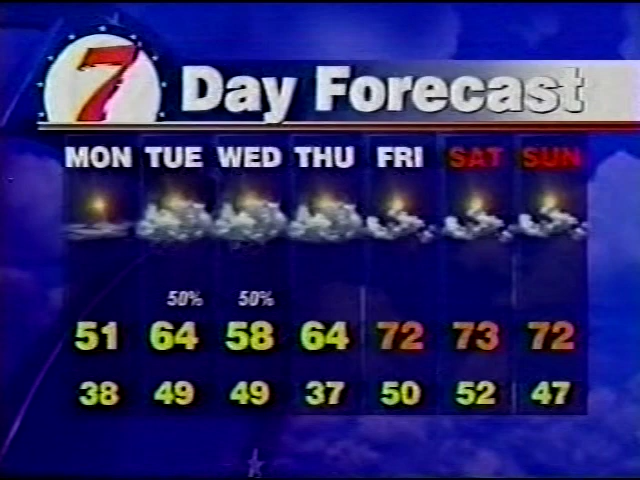 7 Day Forecast
MON TUE WED THU FRI SAT SUN
50% 50%
51 64 58 64 72 73 72
38 49 49 37 50 52 47